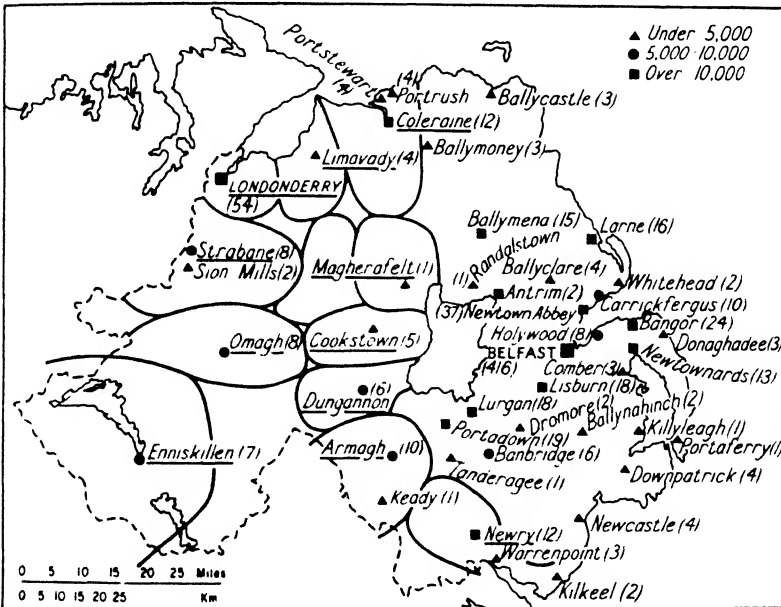 ▲ Under 5,000
● 5,000-10,000
■ Over 10,000
Portstewart
(4)
(4)
Portrush
Ballycastle (3)
Coleraine (12)
Ballymoney (3)
Limavady (4)
LONDONDERRY
(54)
Ballymena (15)
Larne (16)
Strabane (8)
Sion Mills (2)
Magherafelt (1)
(1) Randalstown
Ballyclare (4)
Whitehead (2)
Antrim (2)
Carrickfergus (10)
(37) Newtown Abbey
Bangor (24)
Holywood (8)
Donaghadee (3)
Omagh (8)
Cookstown (5)
BELFAST
(416)
Comber (3)
Newtownards (13)
Lisburn (18)
(6)
Dungannon
Lurgan (18)
Dromore (2)
Ballynahinch (2)
Killyleagh (1)
Portadown (19)
Portaferry (1)
Enniskillen (7)
Armagh (10)
Banbridge (6)
Tanderagee (1)
Downpatrick (4)
Keady (1)
Newcastle (4)
Newry (12)
Warrenpoint (3)
Kilkeel (2)
0 5 10 15 20 25 Miles
0 5 10 15 20 25 Km